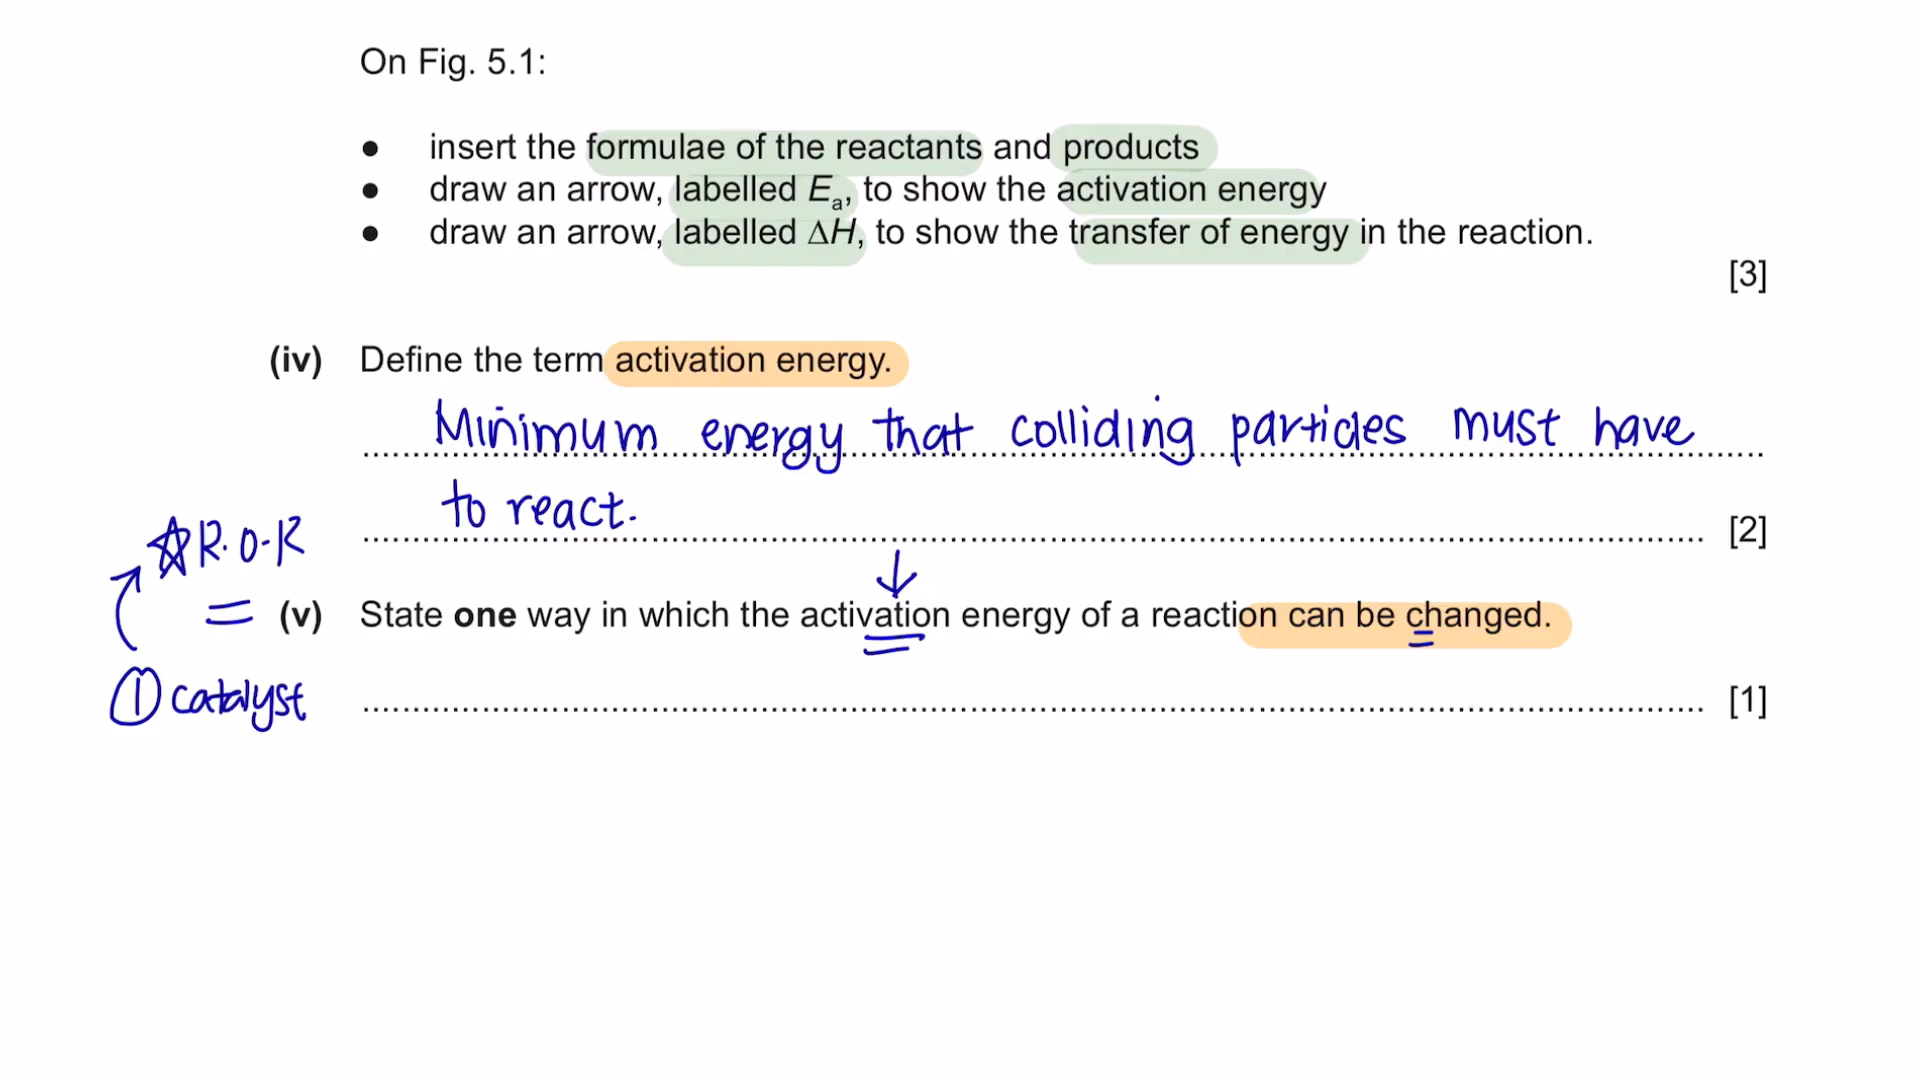 On Fig. 5.1:
● insert the formulae of the reactants and products
● draw an arrow, labelled Eₐ, to show the activation energy
● draw an arrow, labelled ΔH, to show the transfer of energy in the reaction.
[3]
(iv) Define the term activation energy.
Minimum energy that colliding particles must have
to react.
[2]
☆ R.O.R
= (v) State one way in which the activation energy of a reaction can be changed.
① catalyst
[1]